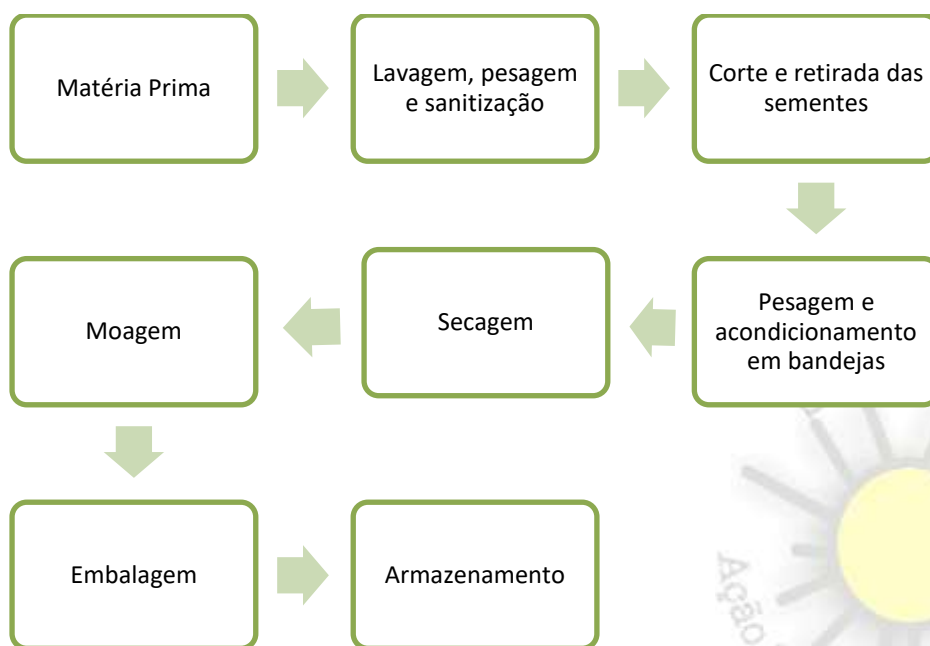 Matéria Prima
Lavagem, pesagem
e sanitização
Corte e retirada das
sementes
Pesagem e
acondicionamento
em bandejas
Secagem
Moagem
Embalagem
Armazenamento
Ação